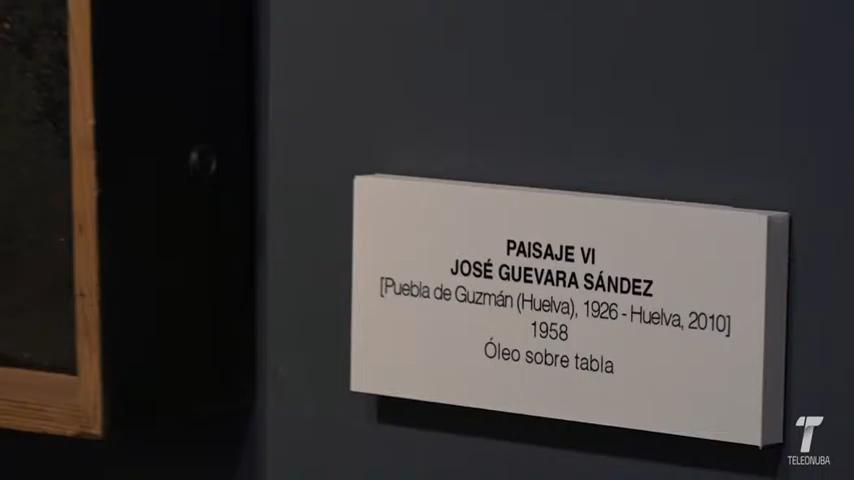 PAISAJE VI
JOSÉ GUEVARA SÁNDEZ
[Puebla de Guzmán (Huelva), 1926 - Huelva, 2010]
1958
Óleo sobre tabla
TELEONUBA